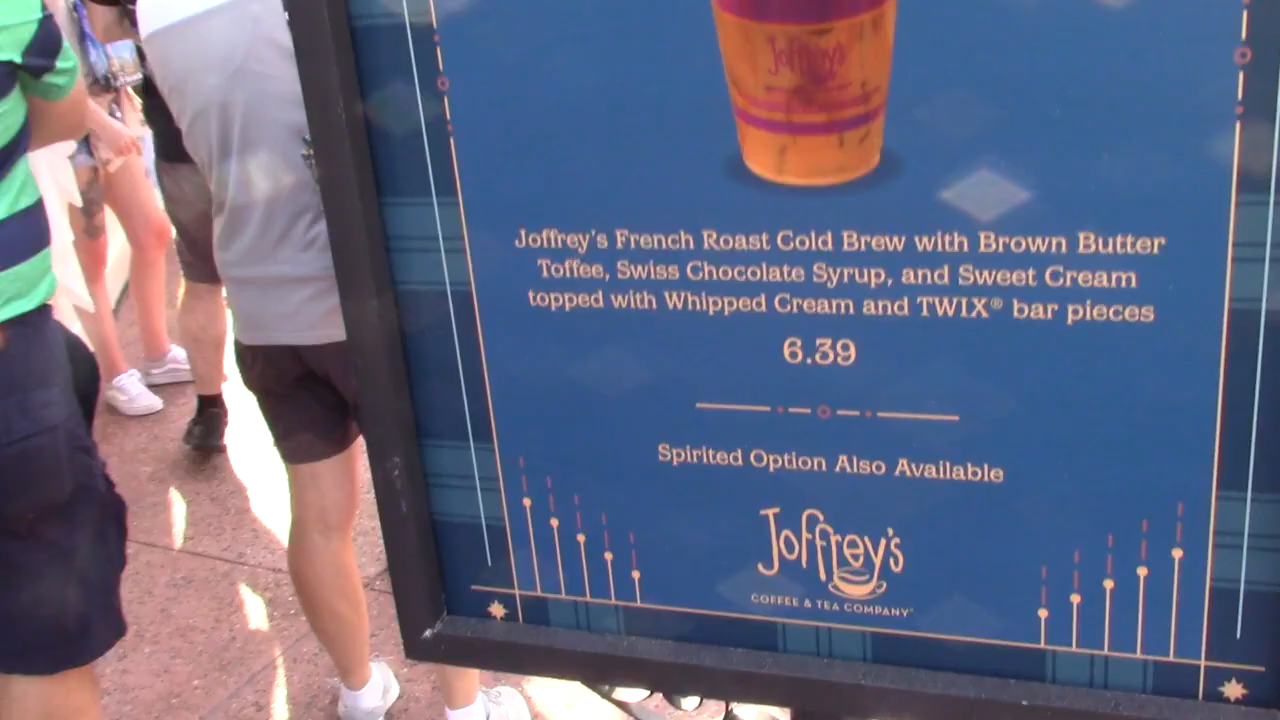 Joffrey's
Joffrey's French Roast Cold Brew with Brown Butter
Toffee, Swiss Chocolate Syrup, and Sweet Cream
topped with Whipped Cream and TWIX® bar pieces
6.39
Spirited Option Also Available
Joffrey's
COFFEE & TEA COMPANY